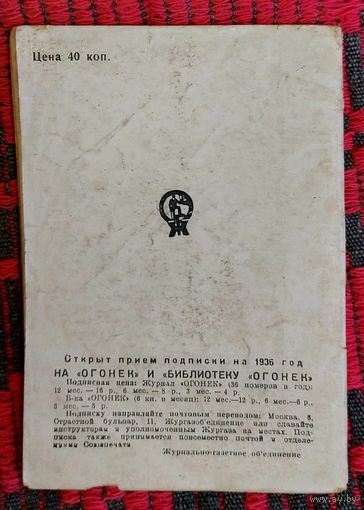 Цена 40 коп.
Ж
Открыт прием подписки на 1936 год
НА «ОГОНЕК» И «БИБЛИОТЕКУ «ОГОНЕК»
Подписная цена: Журнал «ОГОНЕК» (36 номеров в год):
12 мес.—16 р., 6 мес.— 8 р., 3 мес.— 4 р.
Б-ка «ОГОНЕК» (6 кн. в месяц): 12 мес.—12 р., 6 мес.—6 р.,
3 мес.— 3 р.
Подписку направляйте почтовым переводом: Москва, 6,
Страстной бульвар, 11, Жургазоб'единение или сдавайте
инструкторам и уполномоченным Жургаза на местах. Под-
писка также принимается повсеместно почтой и отделе-
ниями Союзпечати.
Журнально-газетное об'единение
ay.by